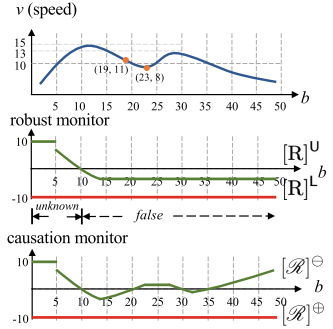 v (speed)
15
13
10
(19, 11)
(23, 8)
5 10 15 20 25 30 35 40 45 50
b
robust monitor
10
[R]ᑌ
b
5 10 15 20 25 30 35 40 45 50
[R]ᴸ
-10
unknown
false
causation monitor
10
[ℛ]⊖
5 10 15 20 25 30 35 40 45 50
b
[ℛ]⊕
-10